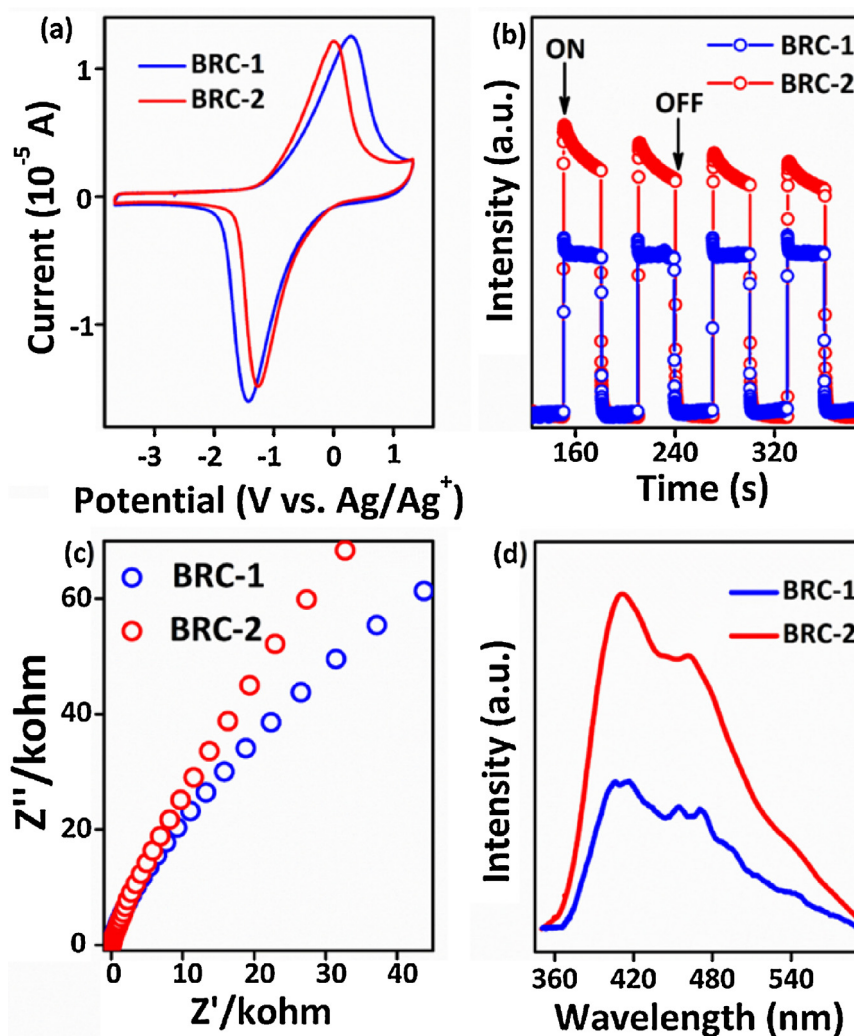 (a)
BRC-1
BRC-2
1
0
-1
Current (10⁻⁵ A)
-3 -2 -1 0 1
Potential (V vs. Ag/Ag⁺)
(b)
BRC-1
BRC-2
ON
OFF
Intensity (a.u.)
160 240 320
Time (s)
(c)
BRC-1
BRC-2
60
40
20
0
Z''/kohm
0 10 20 30 40
Z'/kohm
(d)
BRC-1
BRC-2
Intensity (a.u.)
360 420 480 540
Wavelength (nm)